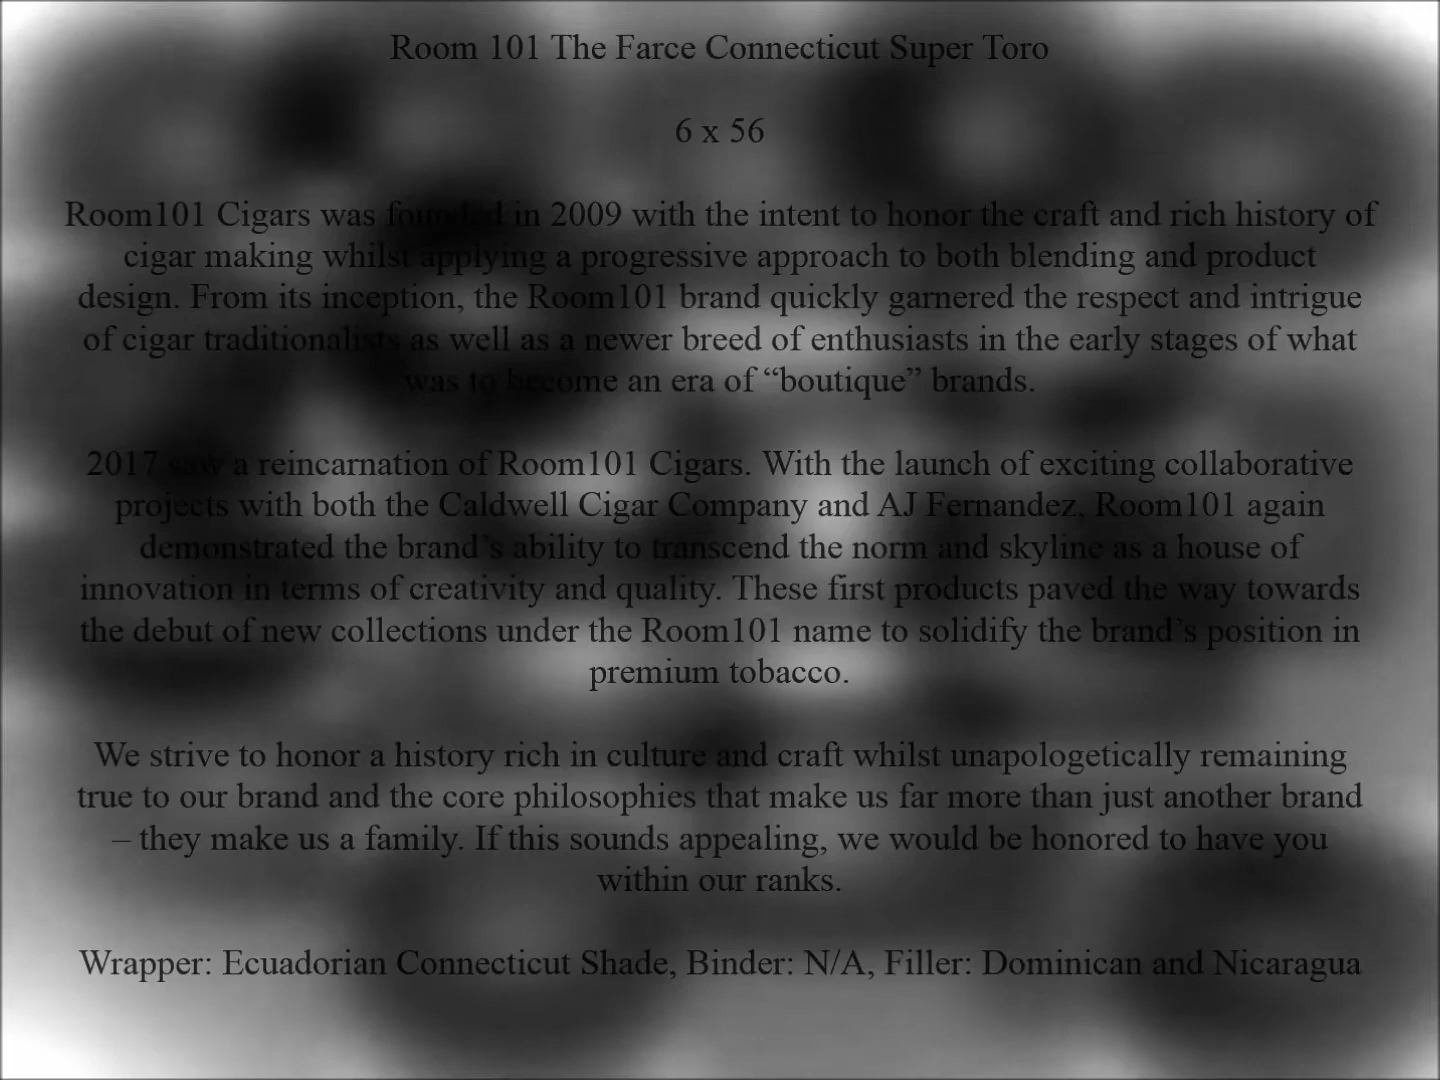 Room 101 The Farce Connecticut Super Toro
6 x 56
Room101 Cigars was founded in 2009 with the intent to honor the craft and rich history of
cigar making whilst applying a progressive approach to both blending and product
design. From its inception, the Room101 brand quickly garnered the respect and intrigue
of cigar traditionalists as well as a newer breed of enthusiasts in the early stages of what
was to become an era of “boutique” brands.
2017 saw a reincarnation of Room101 Cigars. With the launch of exciting collaborative
projects with both the Caldwell Cigar Company and AJ Fernandez, Room101 again
demonstrated the brand’s ability to transcend the norm and skyline as a house of
innovation in terms of creativity and quality. These first products paved the way towards
the debut of new collections under the Room101 name to solidify the brand’s position in
premium tobacco.
We strive to honor a history rich in culture and craft whilst unapologetically remaining
true to our brand and the core philosophies that make us far more than just another brand
– they make us a family. If this sounds appealing, we would be honored to have you
within our ranks.
Wrapper: Ecuadorian Connecticut Shade, Binder: N/A, Filler: Dominican and Nicaragua